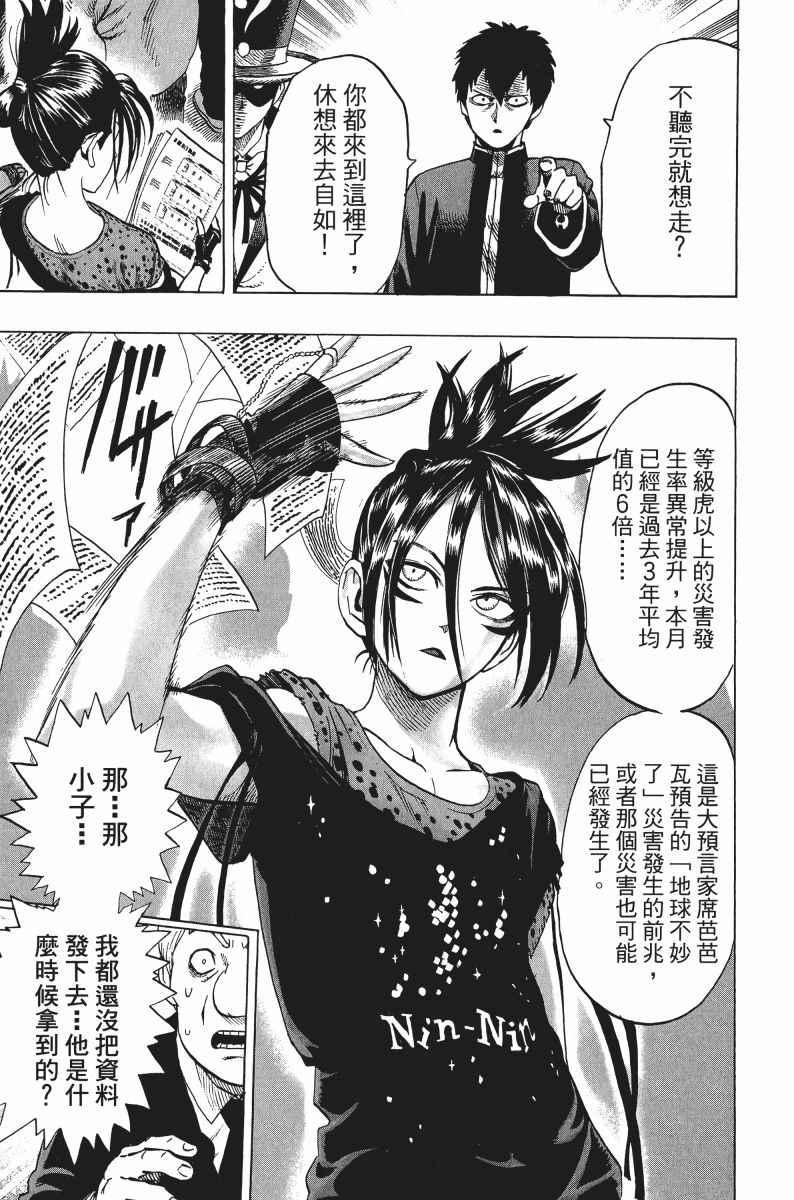 不聽完就想走？
你都來到這裡了，
休想來去自如！
等級虎以上的災害發
生率異常提升，本月
已經是過去3年平均
值的6倍……
這是大預言家席芭芭
瓦預告的「地球不妙
了」災害發生的前兆，
或者那個災害也可能
已經發生了。
Nin-Nin
那…那
小子…
我都還沒把資料
發下去…他是什
麼時候拿到的？